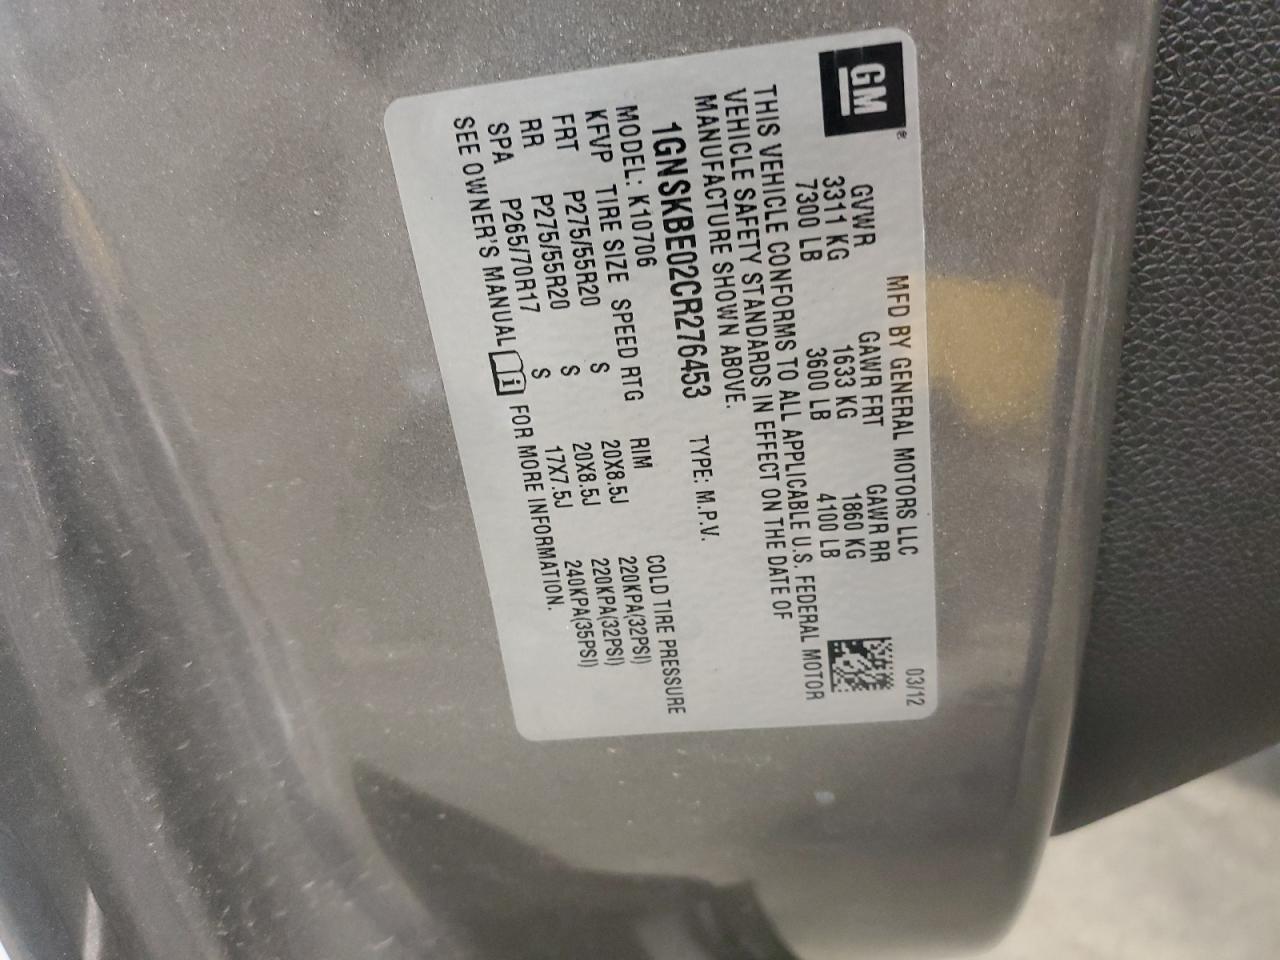 GM®
MFD BY GENERAL MOTORS LLC 03/12
GVWR GAWR FRT GAWR RR
3311 KG 1633 KG 1860 KG
7300 LB 3600 LB 4100 LB
THIS VEHICLE CONFORMS TO ALL APPLICABLE U.S. FEDERAL MOTOR
VEHICLE SAFETY STANDARDS IN EFFECT ON THE DATE OF
MANUFACTURE SHOWN ABOVE.
1GNSKBE02CR276453 TYPE: M.P.V.
MODEL: K10706
KFVP TIRE SIZE SPEED RTG RIM COLD TIRE PRESSURE
FRT P275/55R20 S 20X8.5J 220KPA(32PSI)
RR P275/55R20 S 20X8.5J 220KPA(32PSI)
SPA P265/70R17 S 17X7.5J 240KPA(35PSI)
SEE OWNER'S MANUAL i FOR MORE INFORMATION.